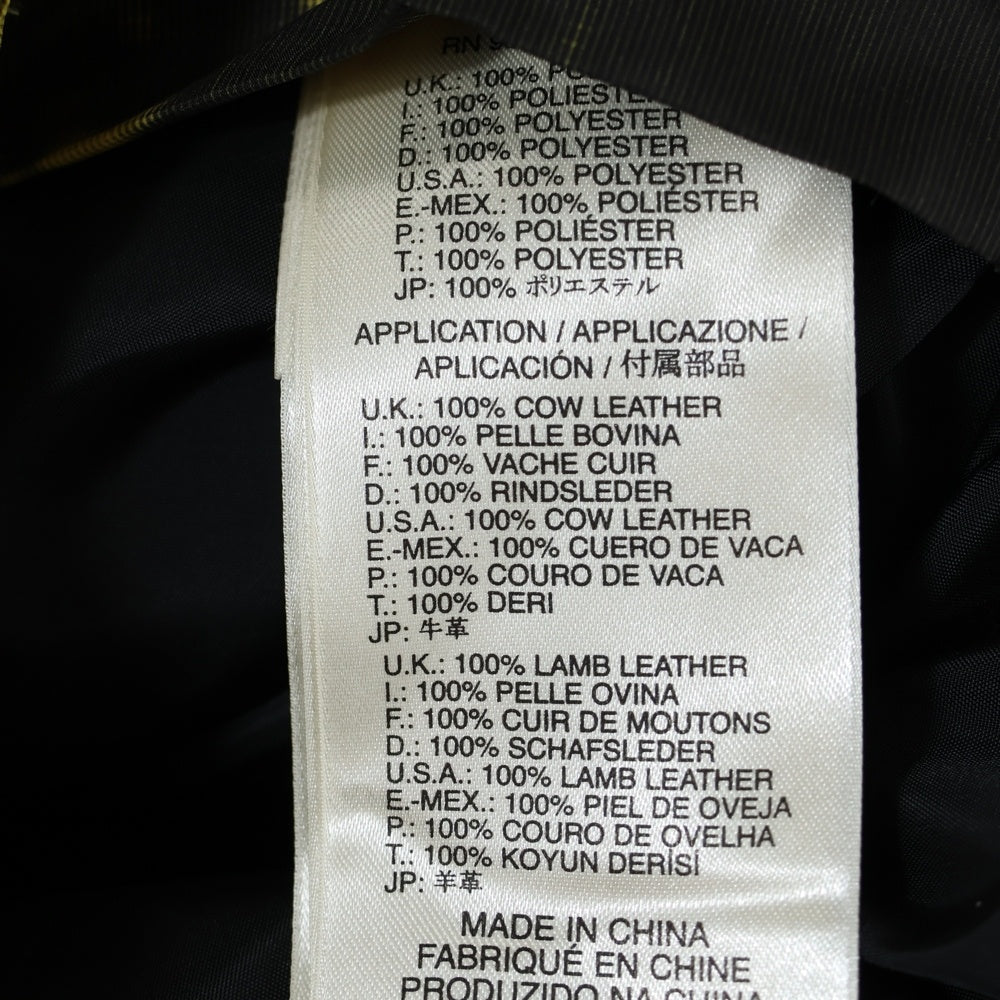 RN
U.K.: 100%
I.: 100% POLIESTERE
F.: 100% POLYESTER
D.: 100% POLYESTER
U.S.A.: 100% POLYESTER
E.-MEX.: 100% POLIÉSTER
P.: 100% POLIÉSTER
T.: 100% POLYESTER
JP: 100% ポリエステル
APPLICATION / APPLICAZIONE /
APLICACIÓN / 付属部品
U.K.: 100% COW LEATHER
I.: 100% PELLE BOVINA
F.: 100% VACHE CUIR
D.: 100% RINDSLEDER
U.S.A.: 100% COW LEATHER
E.-MEX.: 100% CUERO DE VACA
P.: 100% COURO DE VACA
T.: 100% DERI
JP: 牛革
U.K.: 100% LAMB LEATHER
I.: 100% PELLE OVINA
F.: 100% CUIR DE MOUTONS
D.: 100% SCHAFSLEDER
U.S.A.: 100% LAMB LEATHER
E.-MEX.: 100% PIEL DE OVEJA
P.: 100% COURO DE OVELHA
T.: 100% KOYUN DERİSİ
JP: 羊革
MADE IN CHINA
FABRIQUÉ EN CHINE
PRODUZIDO NA CHINA